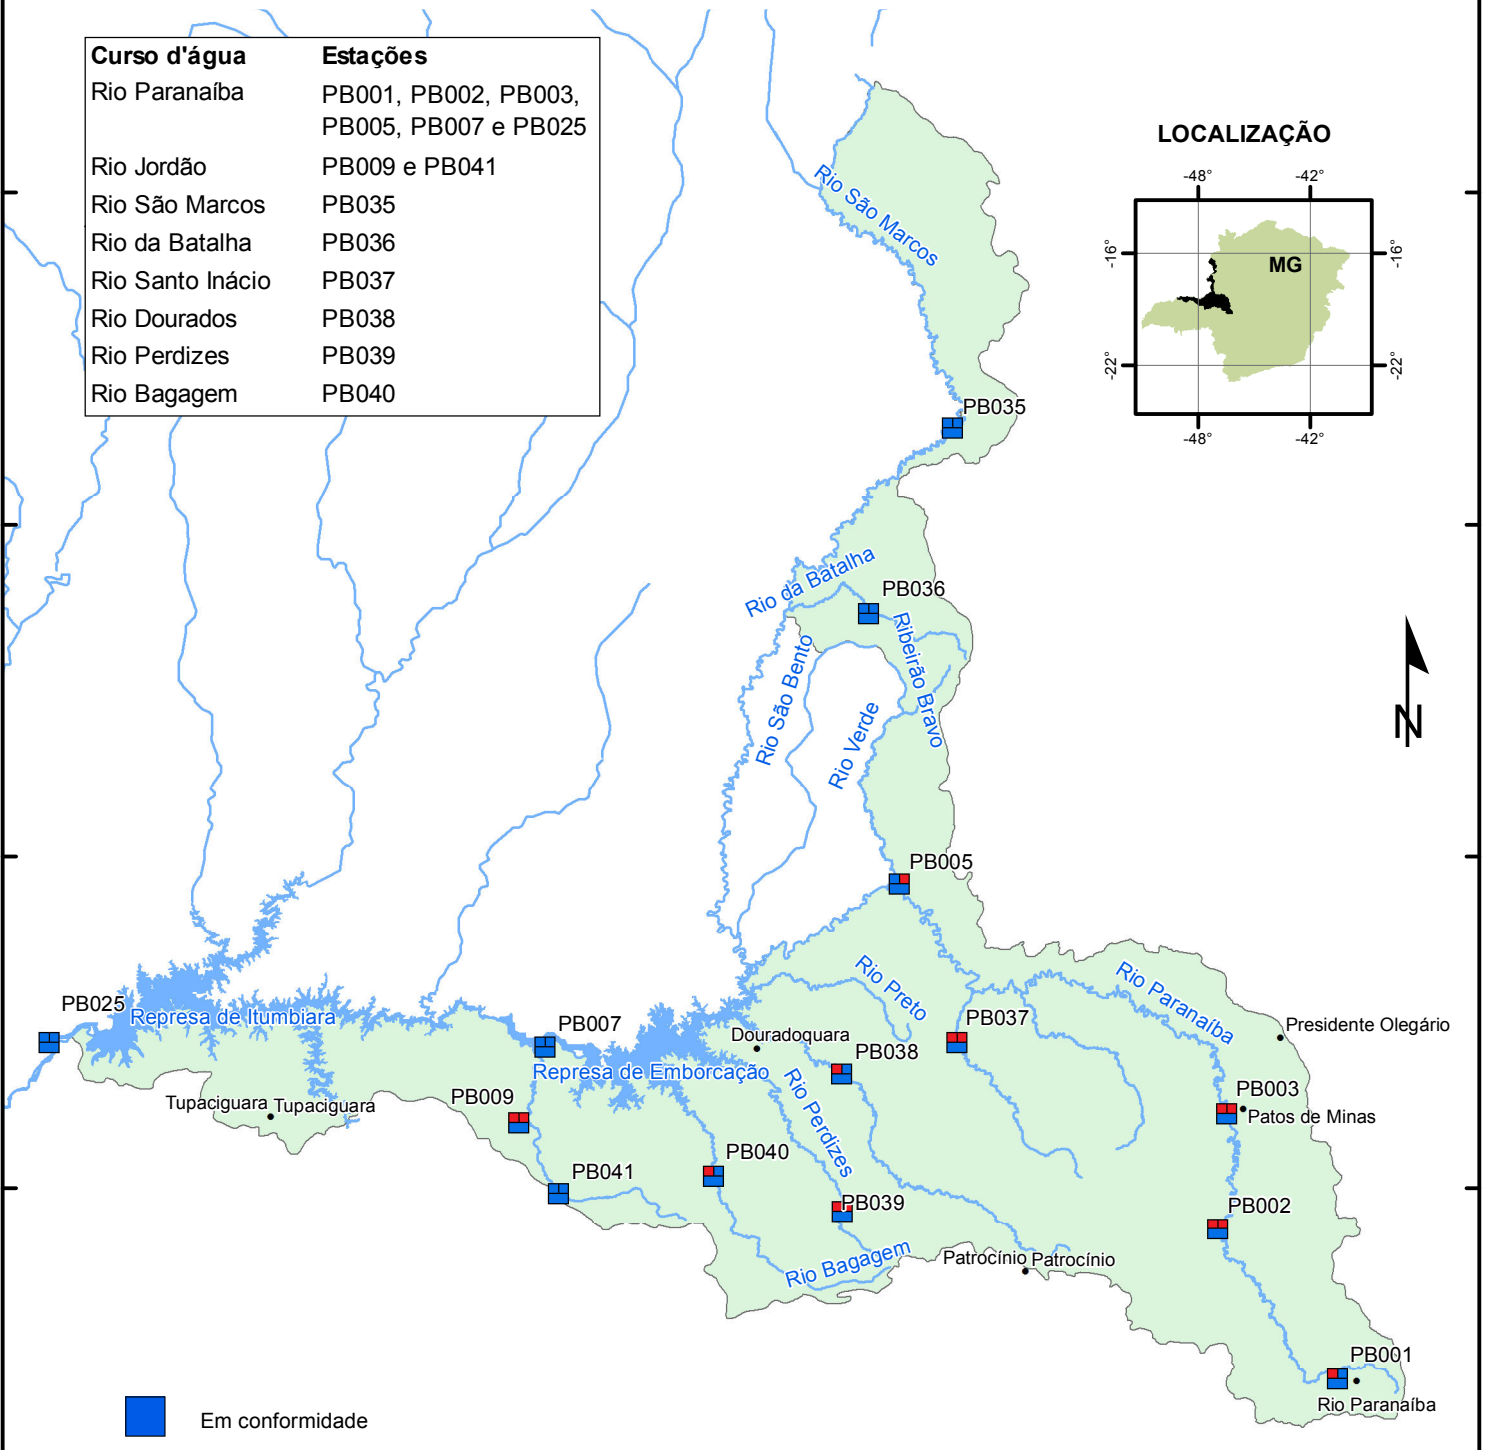 Curso d'água Estações
Rio Paranaíba PB001, PB002, PB003,
PB005, PB007 e PB025
Rio Jordão PB009 e PB041
Rio São Marcos PB035
Rio da Batalha PB036
Rio Santo Inácio PB037
Rio Dourados PB038
Rio Perdizes PB039
Rio Bagagem PB040
LOCALIZAÇÃO
-48° -42°
-16° -16°
MG
-22° -22°
-48° -42°
Rio São Marcos
PB035
Rio da Batalha
PB036
Ribeirão Bravo
Rio São Bento
Rio Verde
N
PB005
Rio Preto
Rio Paranaíba
PB025
Represa de Itumbiara
PB007
PB037
Presidente Olegário
Douradoquara
PB038
Represa de Emborcação
PB009
Rio Perdizes
PB003
Tupaciguara Tupaciguara
Patos de Minas
PB040
PB041
PB039
PB002
Rio Bagagem
Patrocínio Patrocínio
PB001
Rio Paranaíba
Em conformidade